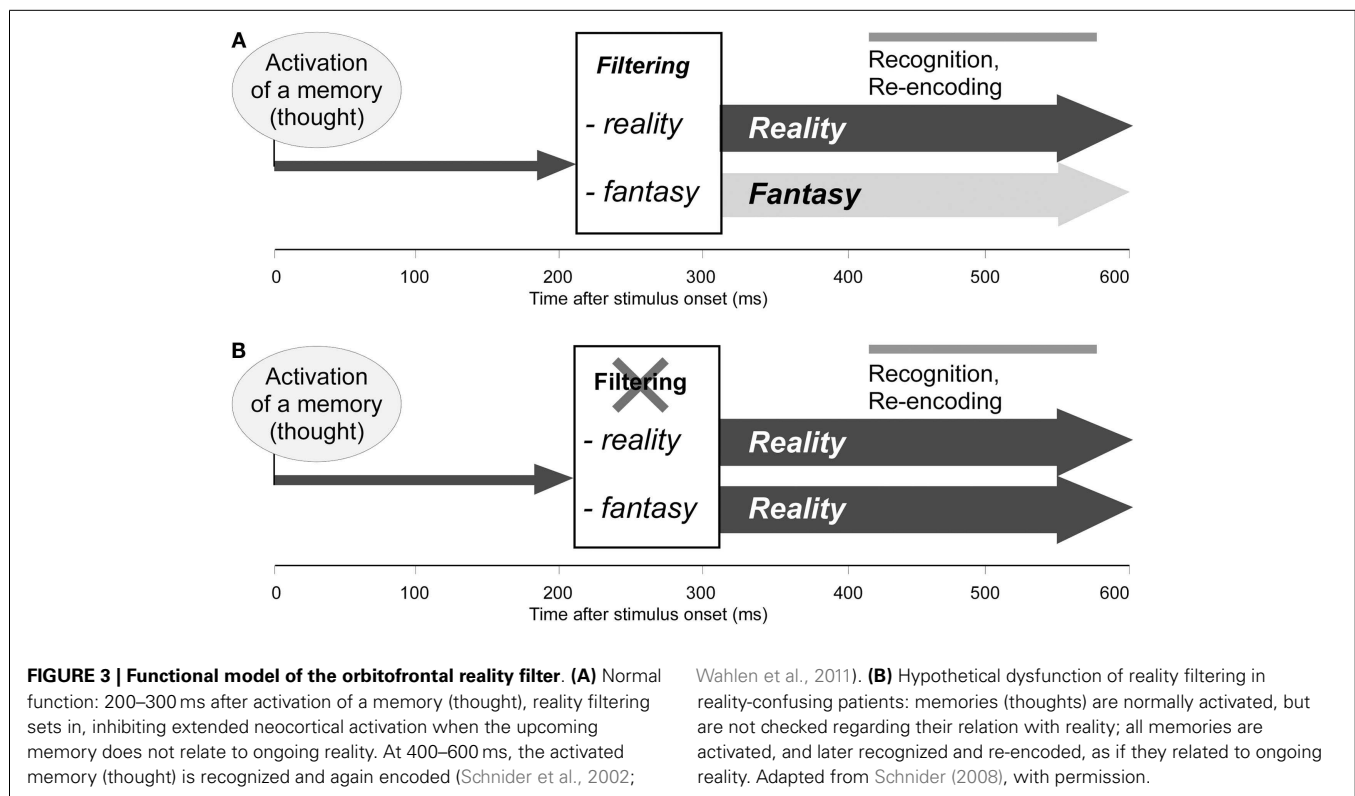 A
Activation
of a memory
(thought)
Filtering
- reality
- fantasy
Reality
Fantasy
Recognition,
Re-encoding
0 100 200 300 400 500 600
Time after stimulus onset (ms)
B
Activation
of a memory
(thought)
Filtering
- reality
- fantasy
Reality
Reality
Recognition,
Re-encoding
0 100 200 300 400 500 600
Time after stimulus onset (ms)
FIGURE 3 | Functional model of the orbitofrontal reality filter. (A) Normal
function: 200–300 ms after activation of a memory (thought), reality filtering
sets in, inhibiting extended neocortical activation when the upcoming
memory does not relate to ongoing reality. At 400–600 ms, the activated
memory (thought) is recognized and again encoded (Schnider et al., 2002;
Wahlen et al., 2011). (B) Hypothetical dysfunction of reality filtering in
reality-confusing patients: memories (thoughts) are normally activated, but
are not checked regarding their relation with reality; all memories are
activated, and later recognized and re-encoded, as if they related to ongoing
reality. Adapted from Schnider (2008), with permission.